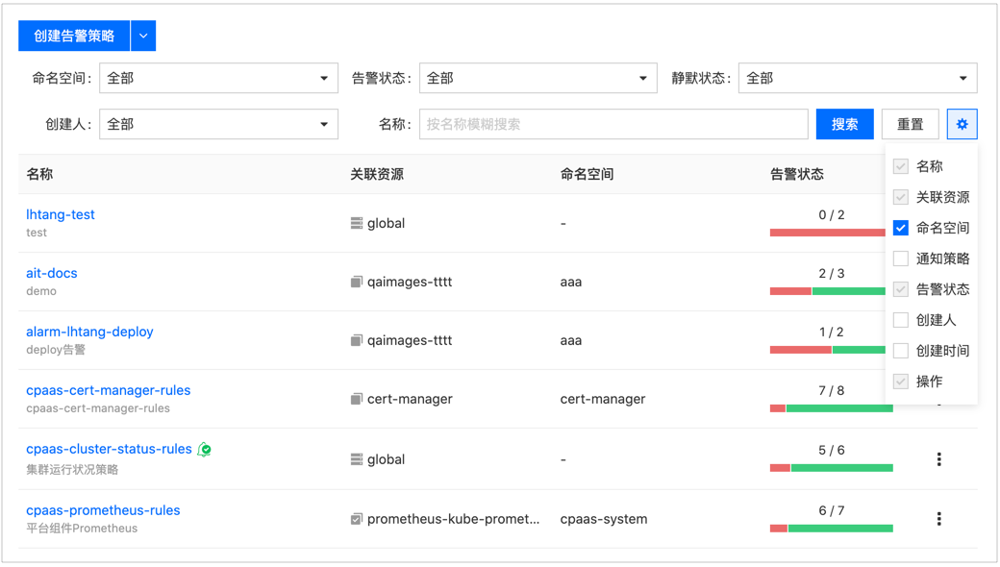 创建告警策略
命名空间: 全部 告警状态: 全部 静默状态: 全部
创建人: 全部 名称: 按名称模糊搜索 搜索 重置
名称 关联资源 命名空间 告警状态
lhtang-test
test
global - 0 / 2
ait-docs
demo
qaimages-tttt aaa 2 / 3
alarm-lhtang-deploy
deploy告警
qaimages-tttt aaa 1 / 2
cpaas-cert-manager-rules
cpaas-cert-manager-rules
cert-manager cert-manager 7 / 8
cpaas-cluster-status-rules
集群运行状况策略
global - 5 / 6
cpaas-prometheus-rules
平台组件Prometheus
prometheus-kube-promet... cpaas-system 6 / 7
名称
关联资源
命名空间
通知策略
告警状态
创建人
创建时间
操作